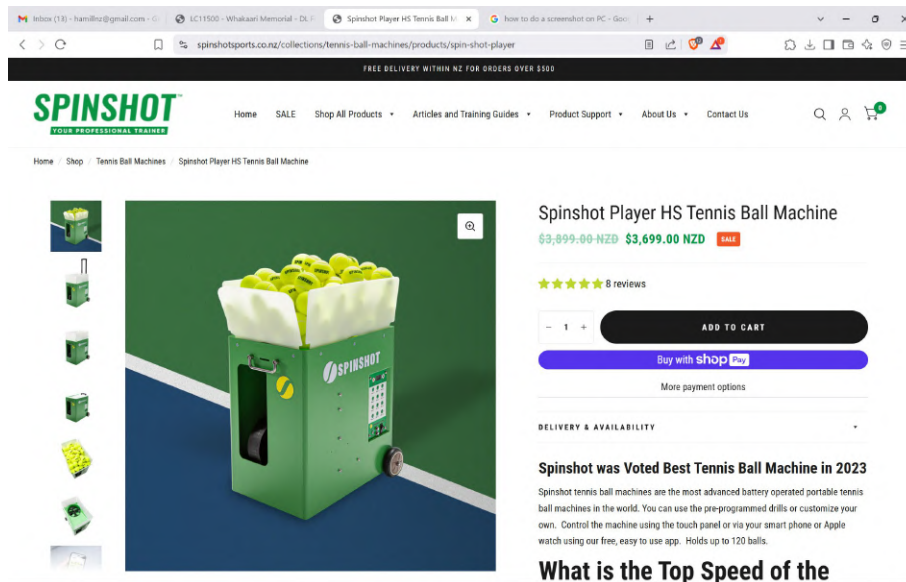 Inbox (13) - hamillnz@gmail.com - G
LC11500 - Whakaari Memorial - DL F
Spinshot Player HS Tennis Ball M
how to do a screenshot on PC - Goo
spinshotsports.co.nz/collections/tennis-ball-machines/products/spin-shot-player
FREE DELIVERY WITHIN NZ FOR ORDERS OVER $500
SPINSHOT™
YOUR PROFESSIONAL TRAINER
Home SALE Shop All Products Articles and Training Guides Product Support About Us Contact Us
0
Home / Shop / Tennis Ball Machines / Spinshot Player HS Tennis Ball Machine
SPINSHOT
Spinshot Player HS Tennis Ball Machine
$3,899.00 NZD $3,699.00 NZD SALE
8 reviews
- 1 + ADD TO CART
Buy with shop Pay
More payment options
DELIVERY & AVAILABILITY
Spinshot was Voted Best Tennis Ball Machine in 2023
Spinshot tennis ball machines are the most advanced battery operated portable tennis
ball machines in the world. You can use the pre-programmed drills or customize your
own. Control the machine using the touch panel or via your smart phone or Apple
watch using our free, easy to use app. Holds up to 120 balls.
What is the Top Speed of the